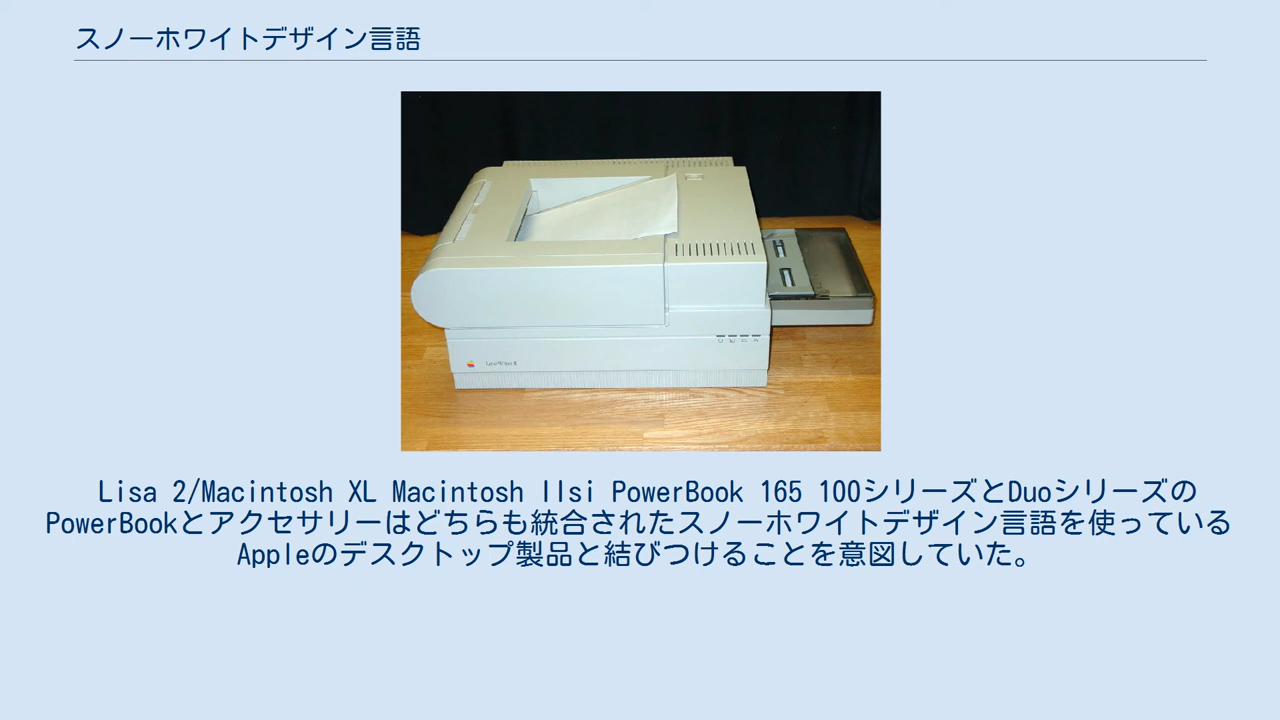 スノーホワイトデザイン言語
Lisa 2/Macintosh XL Macintosh IIsi PowerBook 165 100シリーズとDuoシリーズの
PowerBookとアクセサリーはどちらも統合されたスノーホワイトデザイン言語を使っている
Appleのデスクトップ製品と結びつけることを意図していた。